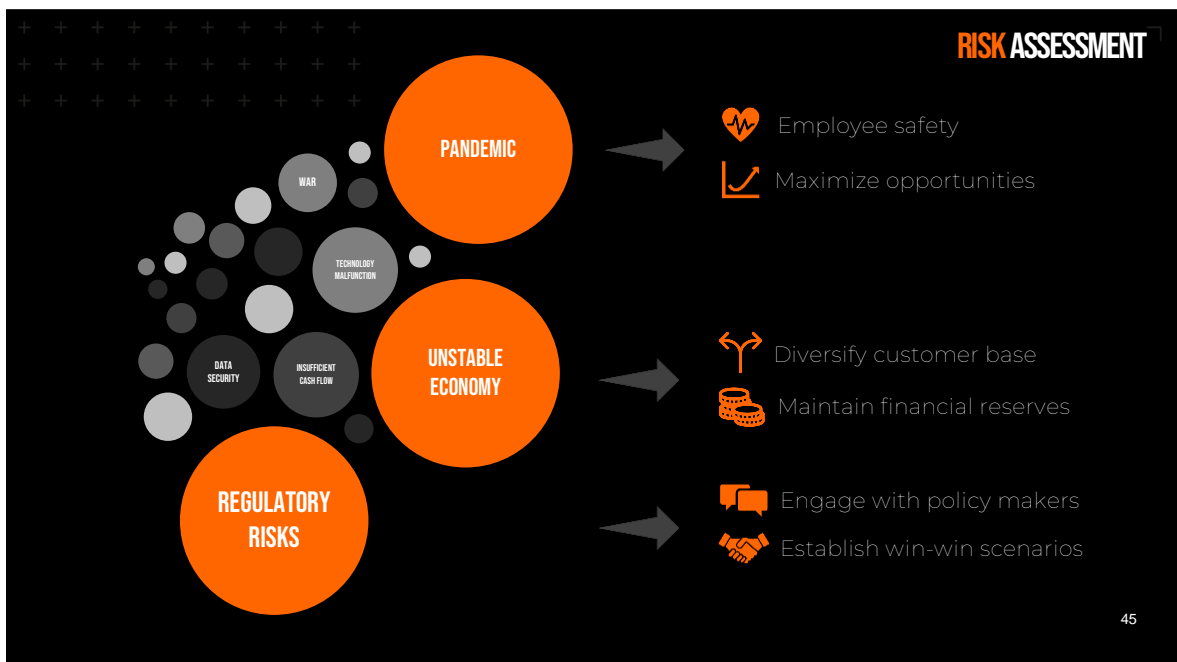 RISK ASSESSMENT
PANDEMIC
Employee safety
Maximize opportunities
WAR
TECHNOLOGY
MALFUNCTION
UNSTABLE
ECONOMY
Diversify customer base
Maintain financial reserves
DATA
SECURITY
INSUFFICIENT
CASH FLOW
REGULATORY
RISKS
Engage with policy makers
Establish win-win scenarios
45